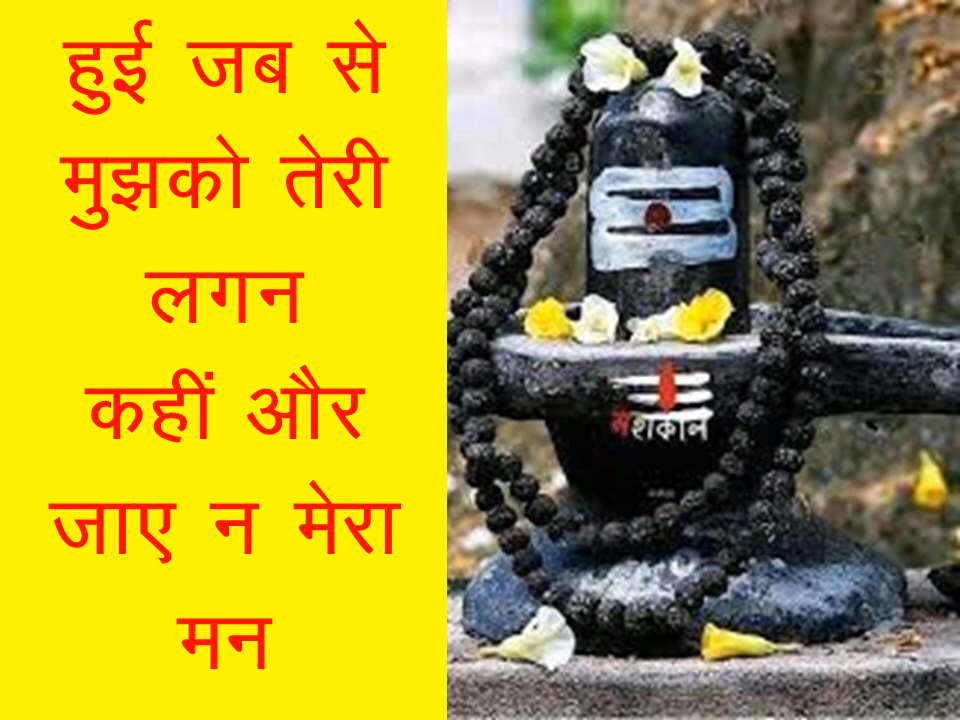 हुई जब से
मुझको तेरी
लगन
कहीं और
जाए न मेरा
मन